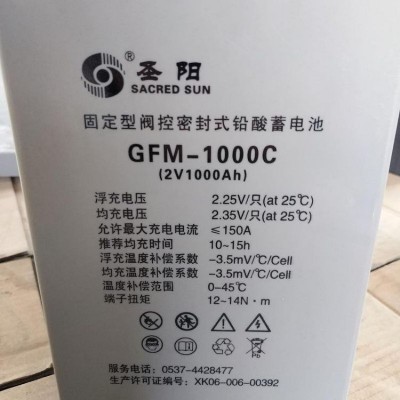 ® 圣阳
SACRED SUN
固定型阀控密封式铅酸蓄电池
GFM-1000C
(2V1000Ah)
浮充电压 2.25V/只(at 25℃)
均充电压 2.35V/只(at 25℃)
允许最大充电电流 ≤150A
推荐均充时间 10~15h
浮充温度补偿系数 -3.5mV/℃/Cell
均充温度补偿系数 -3.5mV/℃/Cell
温度补偿范围 0~45℃
端子扭矩 12~14N·m
Pb
服务电话: 0537-4428477
生产许可证编号: XK06-006-00392